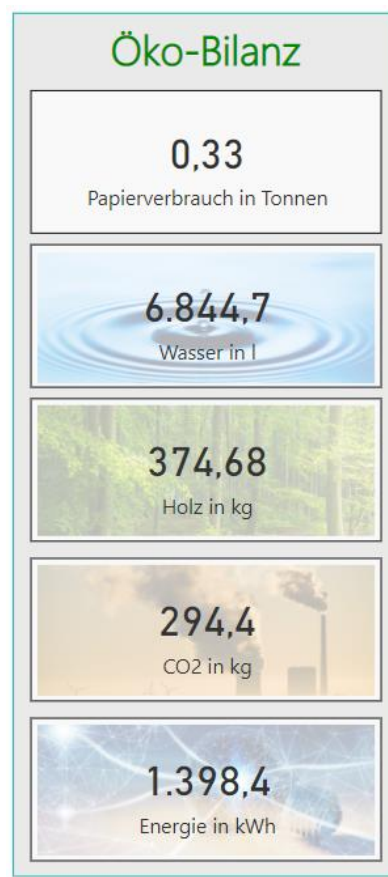 Öko-Bilanz
0,33
Papierverbrauch in Tonnen
6.844,7
Wasser in l
374,68
Holz in kg
294,4
CO2 in kg
1.398,4
Energie in kWh